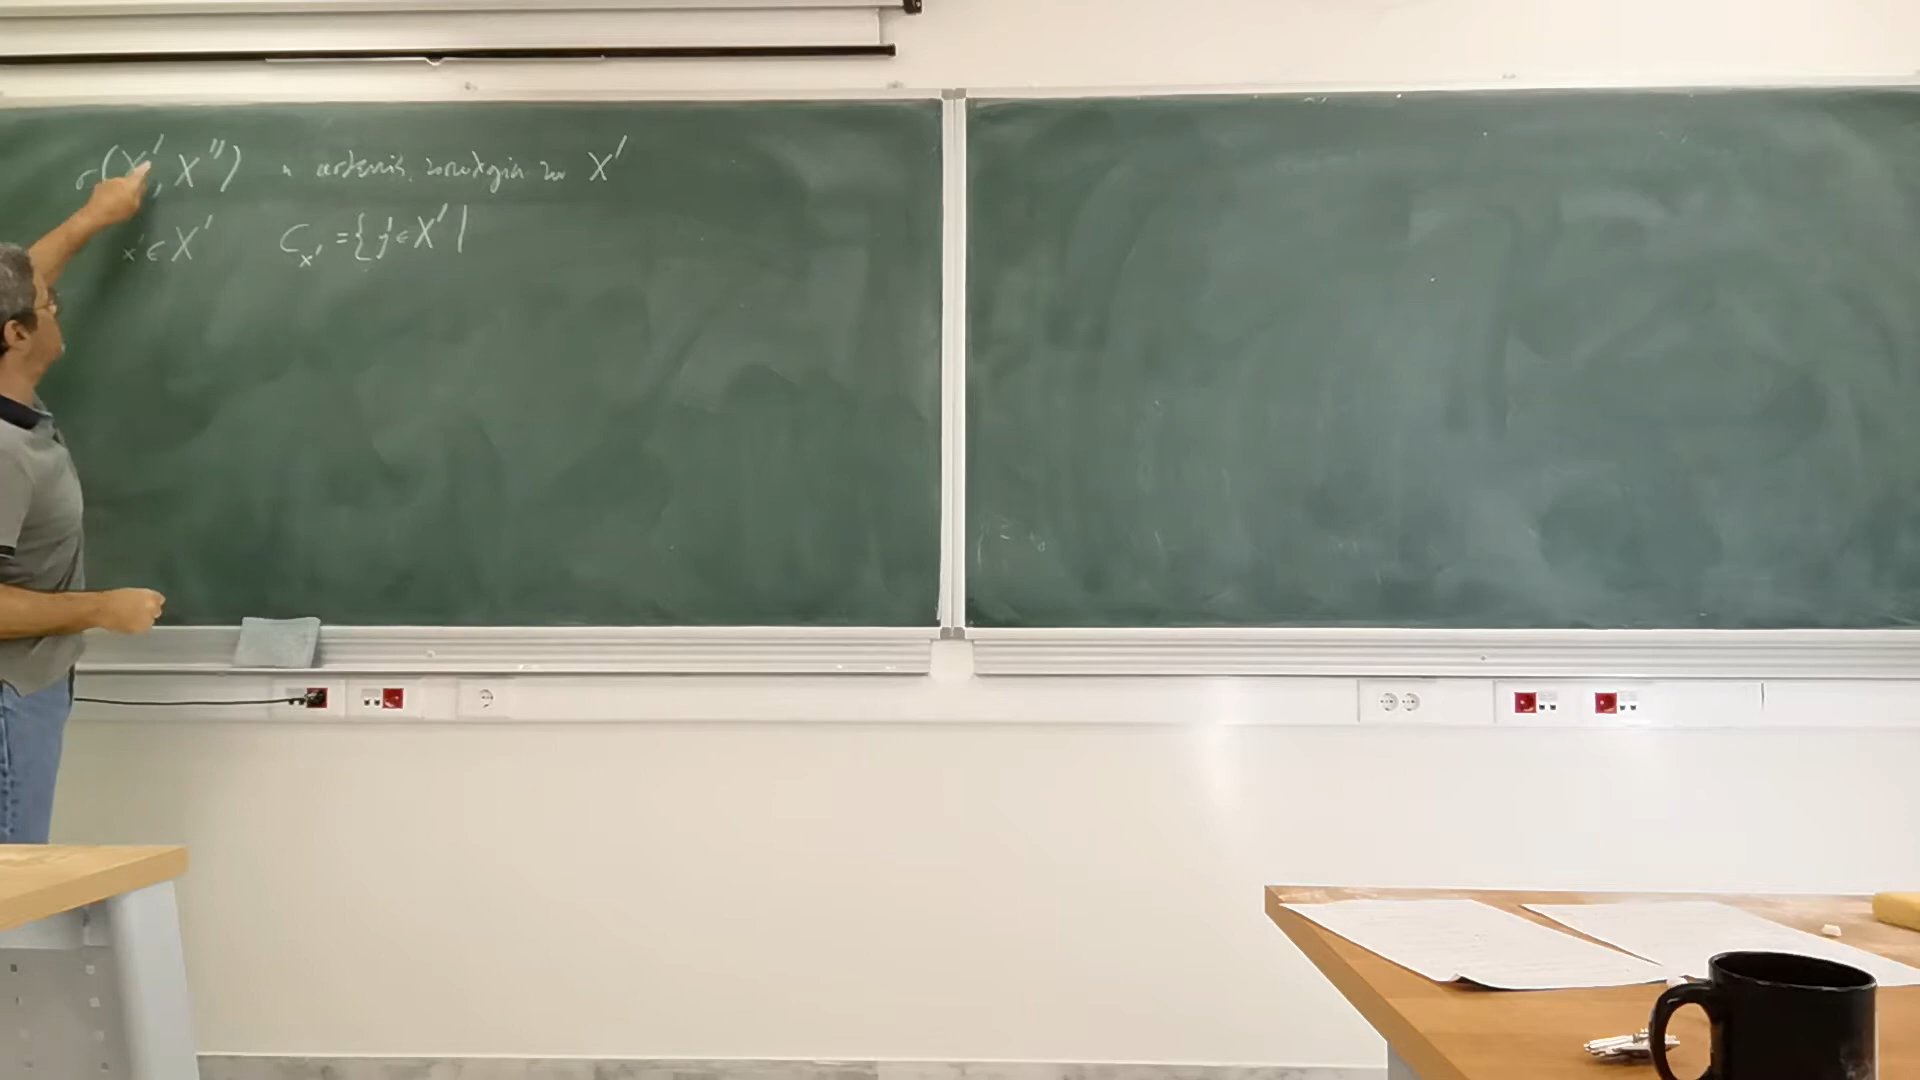 σ(X', X'') η ασθενής τοπολογία του X'
x' ∈ X' C_{x'} = { y' ∈ X' |